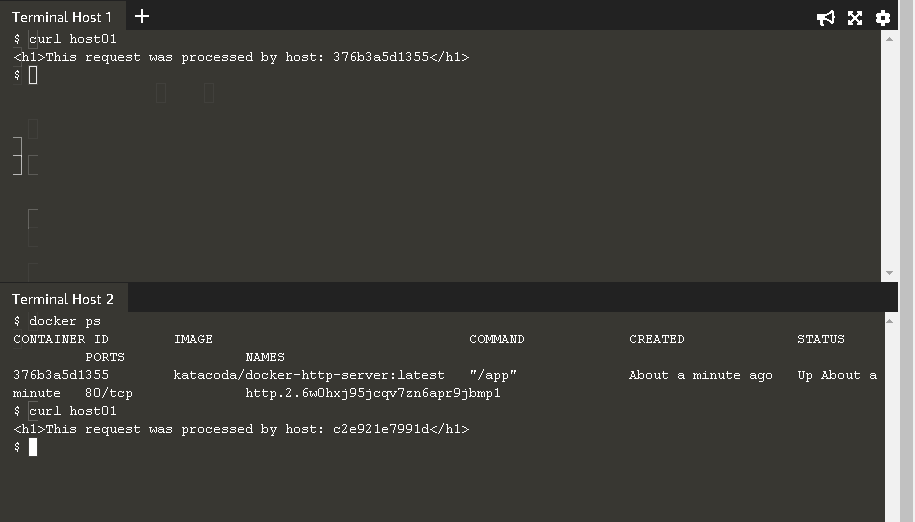 Terminal Host 1 +
$ curl host01
<h1>This request was processed by host: 376b3a5d1355</h1>
$
Terminal Host 2
$ docker ps
CONTAINER ID        IMAGE                                COMMAND             CREATED              STATUS
         PORTS               NAMES
376b3a5d1355        katacoda/docker-http-server:latest   "/app"              About a minute ago   Up About a
minute   80/tcp              http.2.6w0hxj95jcqv7zn6apr9jbmp1
$ curl host01
<h1>This request was processed by host: c2e921e7991d</h1>
$